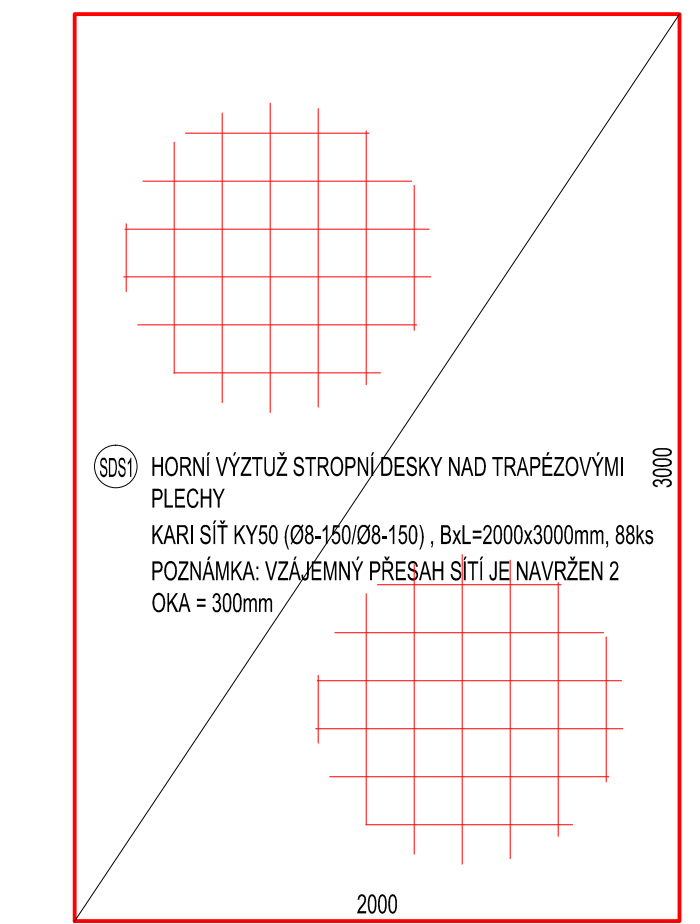 SDS1 HORNÍ VÝZTUŽ STROPNÍ DESKY NAD TRAPÉZOVÝMI
PLECHY
KARI SÍŤ KY50 (Ø8-150/Ø8-150) , BxL=2000x3000mm, 88ks
POZNÁMKA: VZÁJEMNÝ PŘESAH SÍTÍ JE NAVRŽEN 2
OKA = 300mm
3000
2000